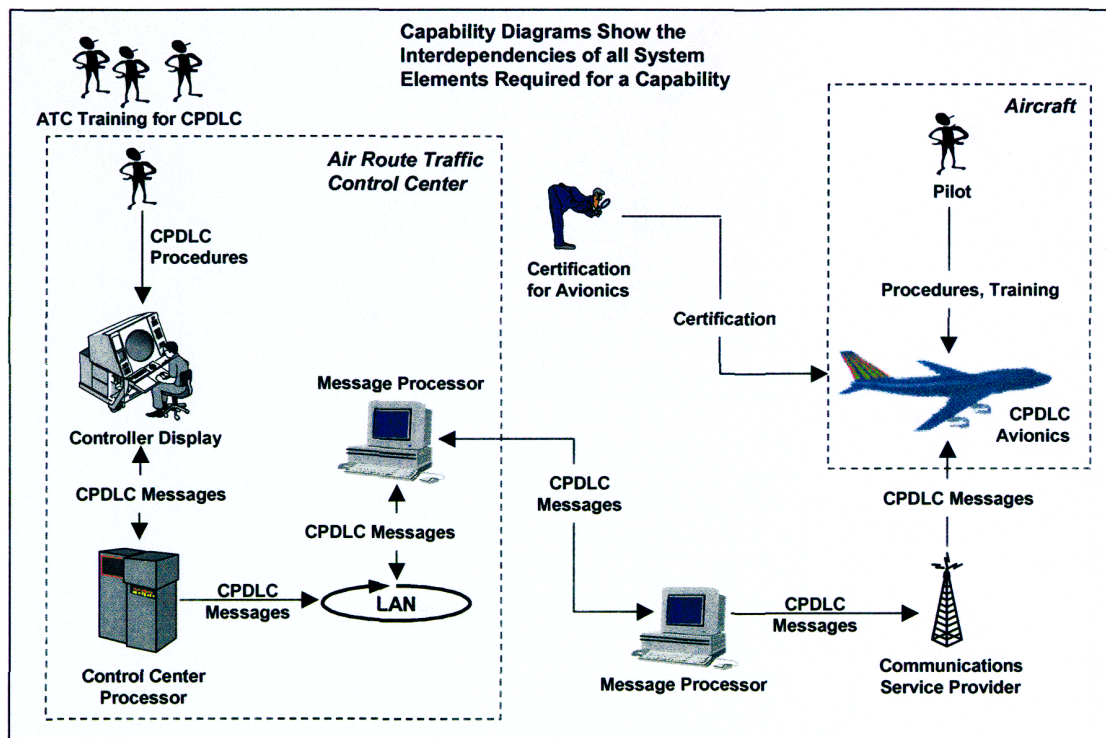 Capability Diagrams Show the
Interdependencies of all System
Elements Required for a Capability
ATC Training for CPDLC
Air Route Traffic
Control Center
CPDLC
Procedures
Controller Display
CPDLC Messages
Control Center
Processor
CPDLC
Messages
LAN
CPDLC Messages
Message Processor
CPDLC
Messages
Message Processor
CPDLC
Messages
Communications
Service Provider
CPDLC Messages
Certification
for Avionics
Certification
Aircraft
Pilot
Procedures, Training
CPDLC
Avionics